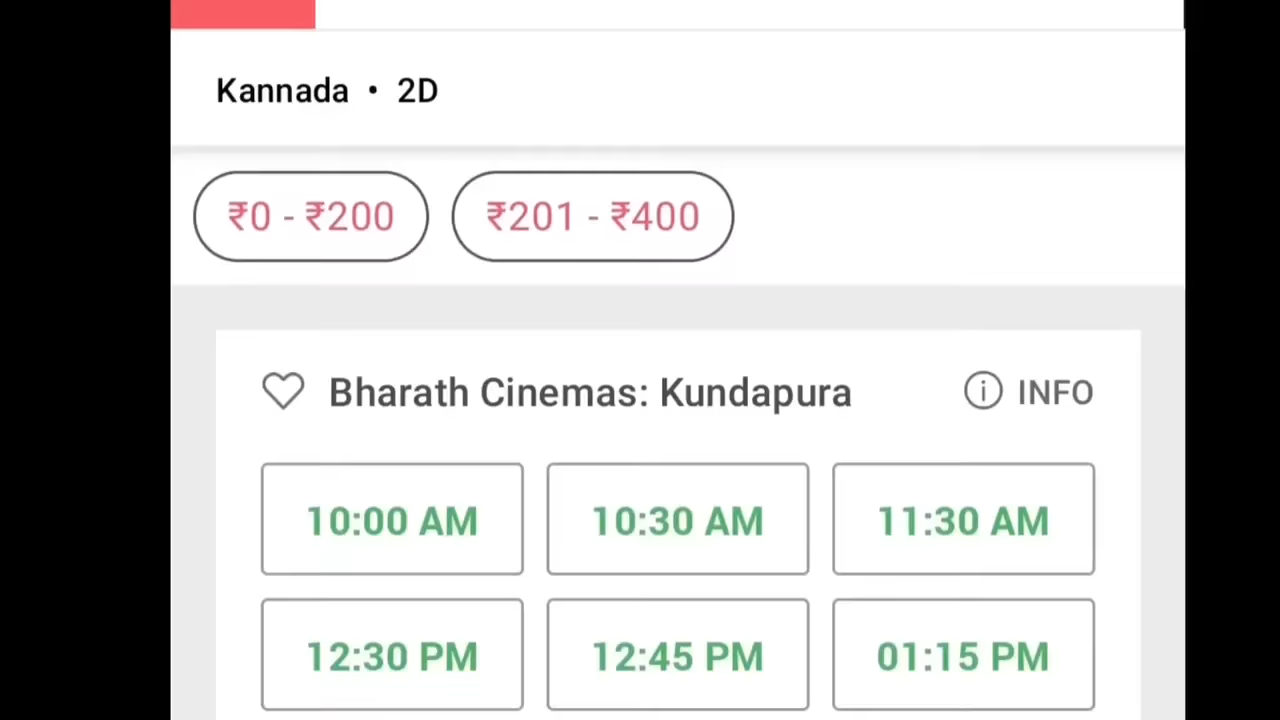 Kannada • 2D
₹0 - ₹200 ₹201 - ₹400
Bharath Cinemas: Kundapura INFO
10:00 AM 10:30 AM 11:30 AM
12:30 PM 12:45 PM 01:15 PM